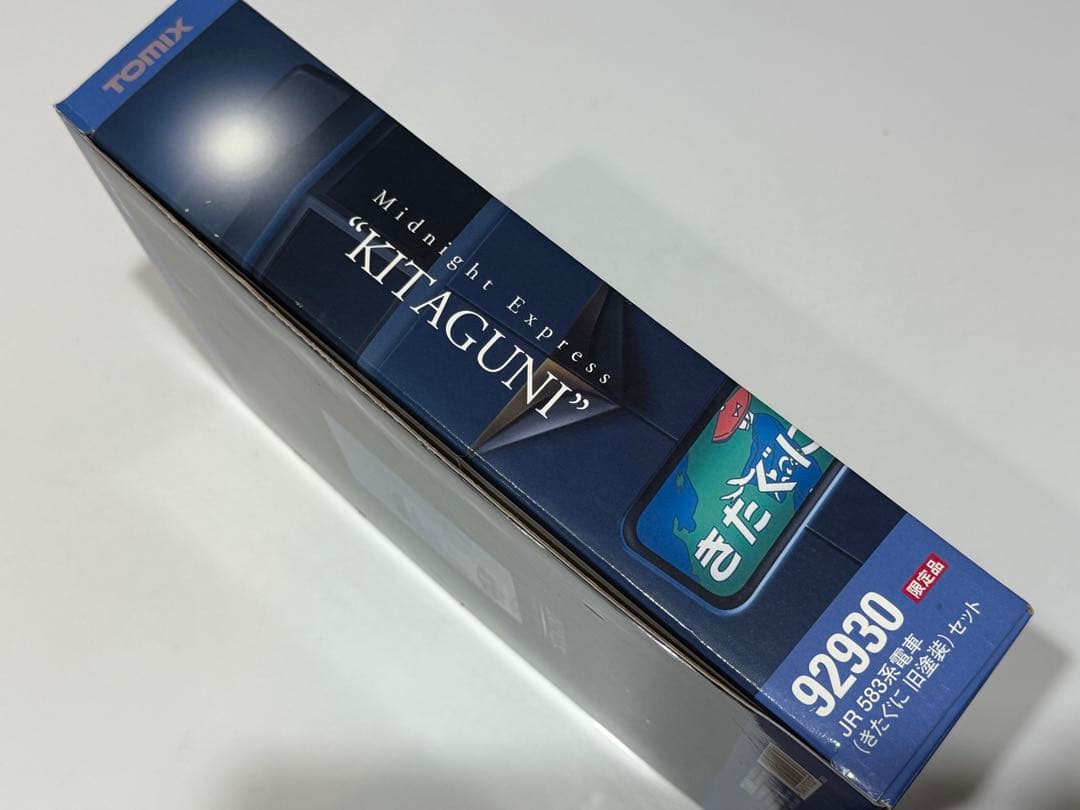 TOMIX
Midnight Express
“KITAGUNI”
きたぐに
限定品
92930
JR 583系電車
(きたぐに 旧塗装)セット